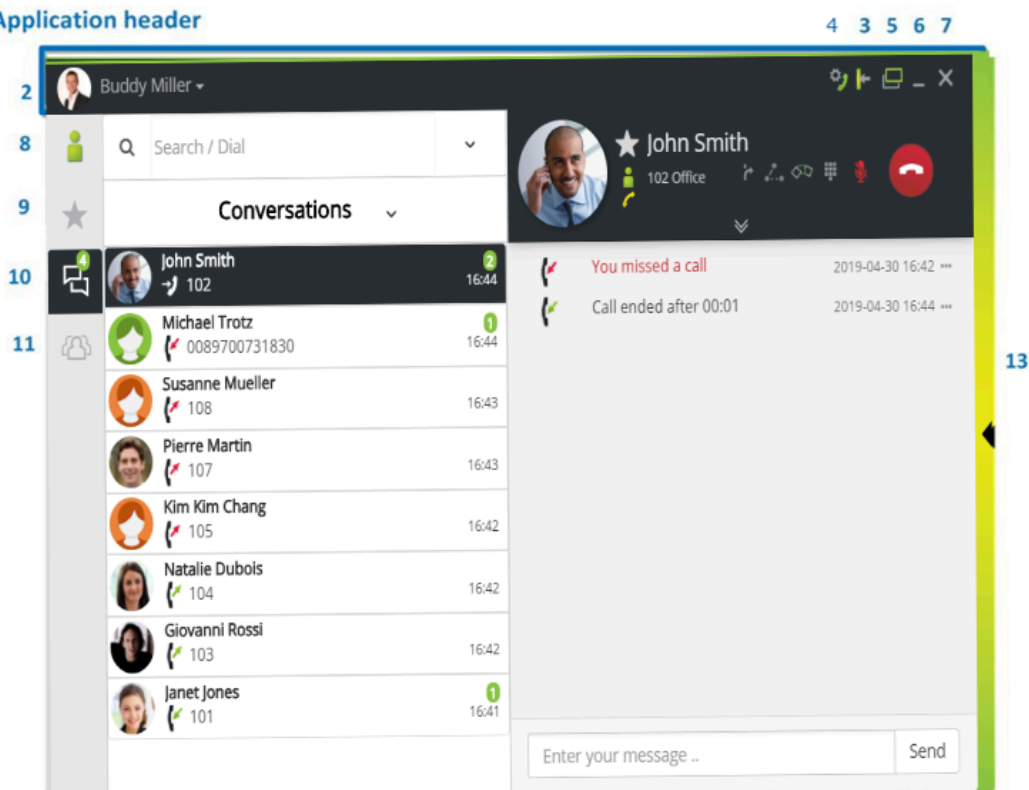 Application header
4 3 5 6 7
2
Buddy Miller
8
Search / Dial
John Smith
102 Office
9
Conversations
10
4
John Smith
2
102
16:44
You missed a call
2019-04-30 16:42
Call ended after 00:01
2019-04-30 16:44
11
Michael Trotz
1
0089700731830
16:44
13
Susanne Mueller
108
16:43
Pierre Martin
107
16:43
Kim Kim Chang
105
16:42
Natalie Dubois
104
16:42
Giovanni Rossi
103
16:42
Janet Jones
1
101
16:41
Enter your message ..
Send